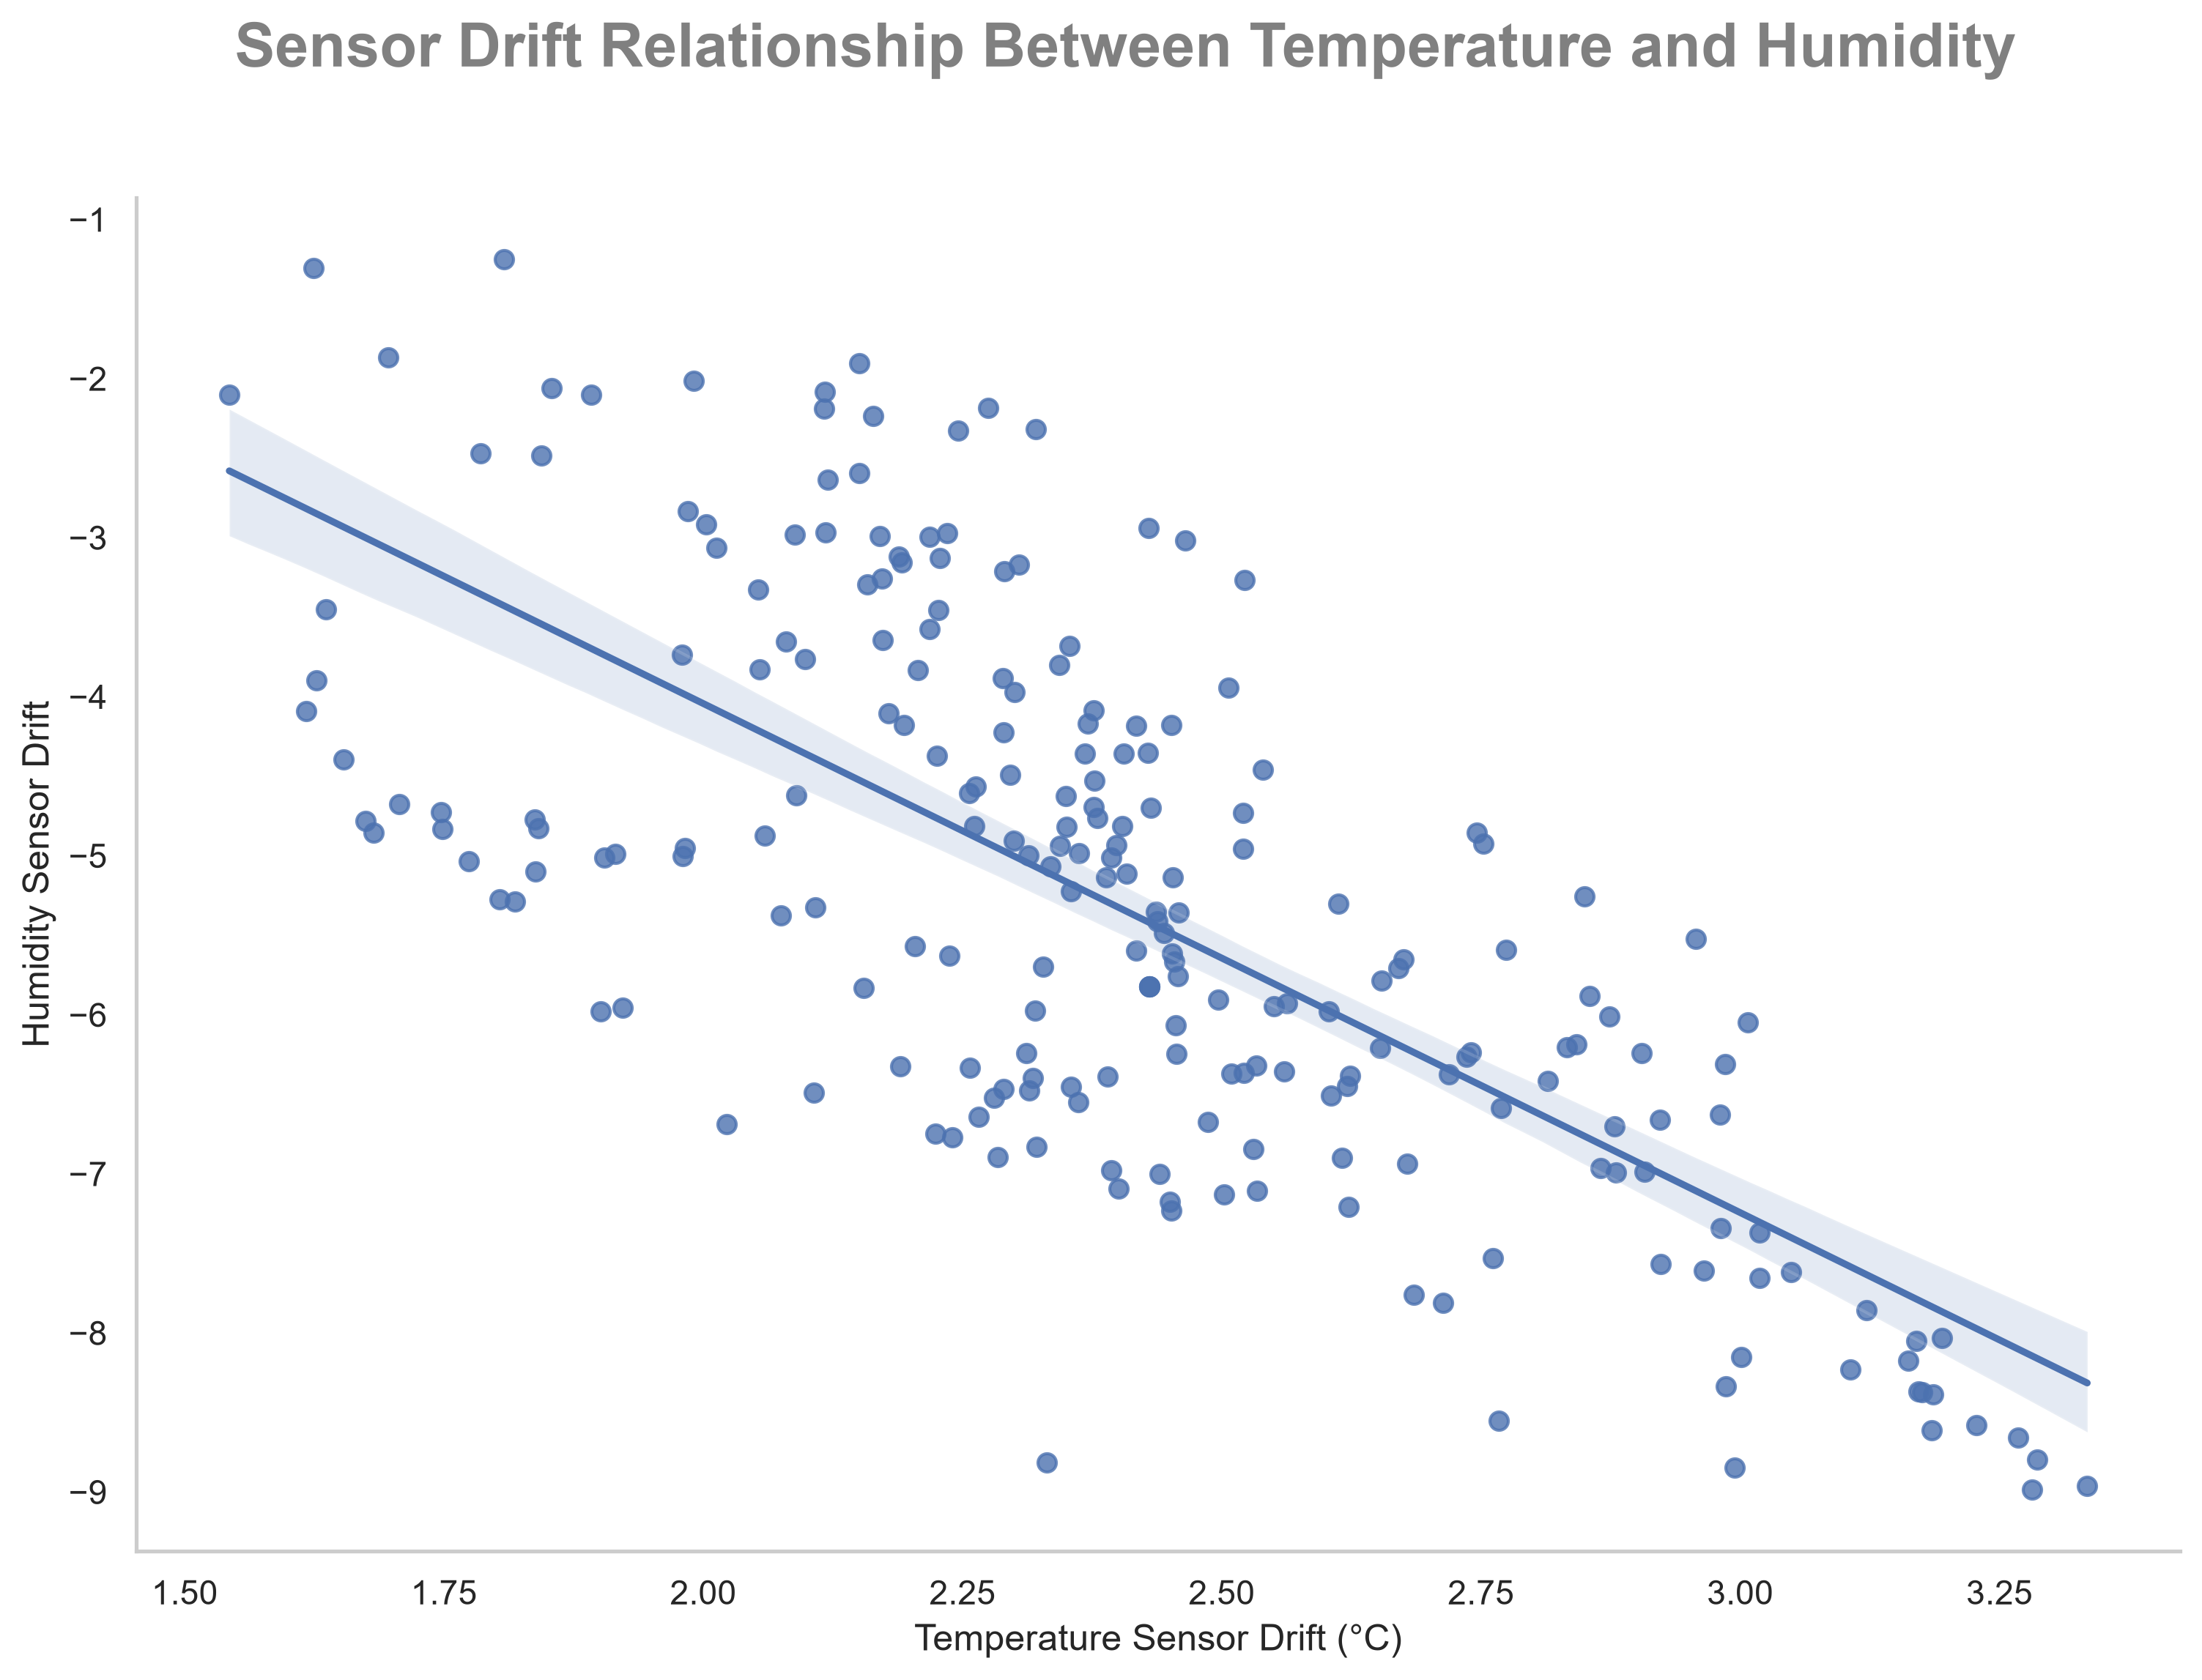 Sensor Drift Relationship Between Temperature and Humidity
−1
−2
−3
−4
−5
−6
−7
−8
−9
Humidity Sensor Drift
1.50 1.75 2.00 2.25 2.50 2.75 3.00 3.25
Temperature Sensor Drift (°C)